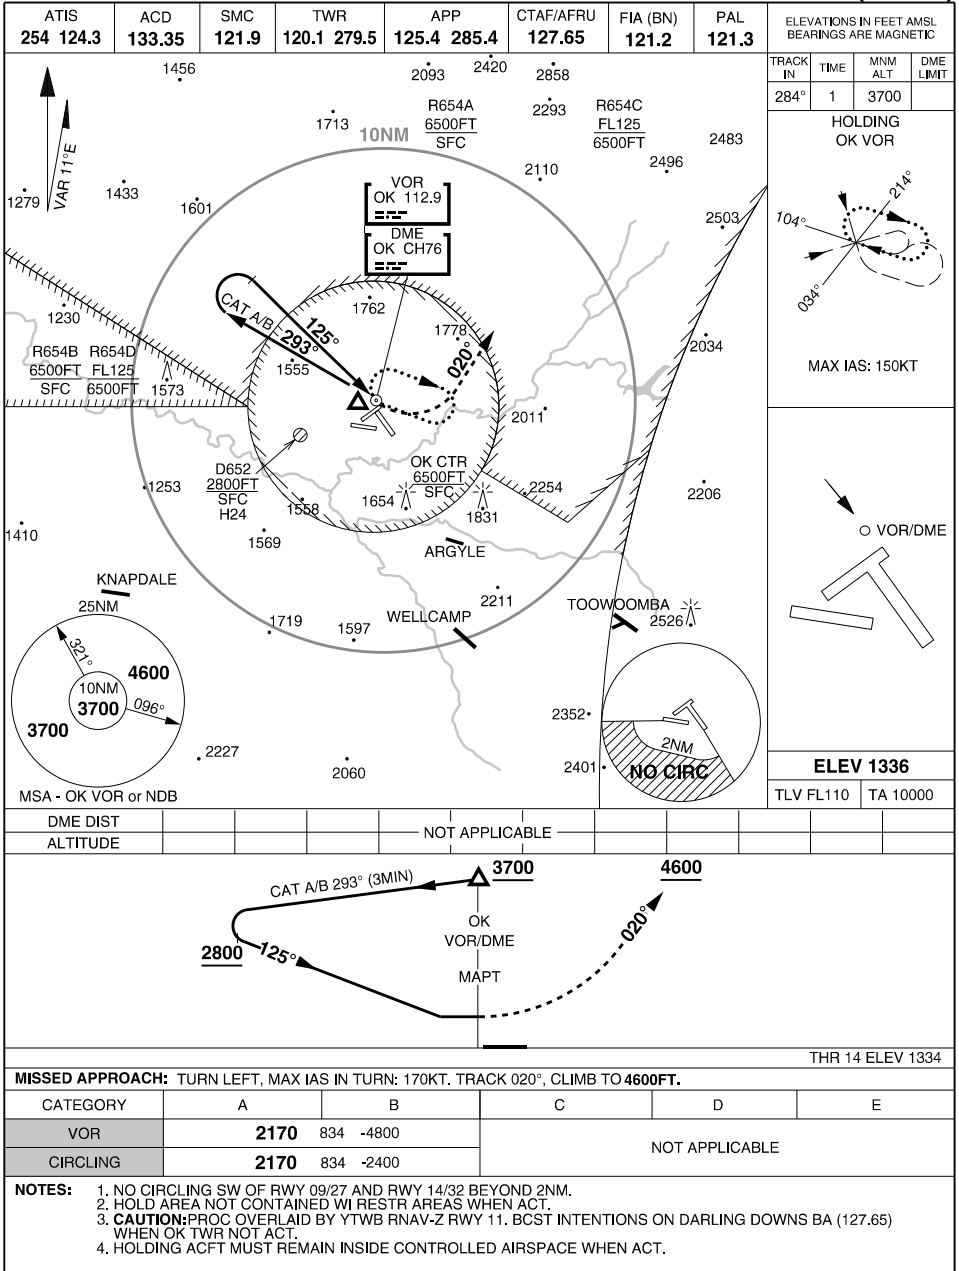 ATIS ACD SMC TWR APP CTAF/AFRU FIA (BN) PAL
254 124.3 133.35 121.9 120.1 279.5 125.4 285.4 127.65 121.2 121.3
ELEVATIONS IN FEET AMSL
BEARINGS ARE MAGNETIC
TRACK IN TIME MNM ALT DME LIMIT
284° 1 3700
HOLDING
OK VOR
214°
104°
034°
MAX IAS: 150KT
VAR 11°E
1456
2093
2420
2858
1713
R654A
6500FT
SFC
2293
R654C
FL125
6500FT
2483
10NM
2110
2496
1279
1433
1601
2503
VOR
OK 112.9
DME
OK CH76
1230
1762
1778
2034
CAT A/B
293°
125°
020°
R654B
6500FT
SFC
R654D
FL125
6500FT
1573
1555
2011
D652
2800FT
SFC
H24
OK CTR
6500FT
SFC
1253
1558
1654
1831
2254
2206
1410
1569
ARGYLE
KNAPDALE
2211
TOOWOOMBA
2526
WELLCAMP
1719
1597
25NM
321°
4600
10NM
3700
096°
3700
MSA - OK VOR or NDB
2227
2060
2352
2401
2NM
NO CIRC
VOR/DME
ELEV 1336
TLV FL110 TA 10000
DME DIST
ALTITUDE
NOT APPLICABLE
CAT A/B 293° (3MIN)
3700
4600
OK
VOR/DME
MAPT
2800
125°
020°
THR 14 ELEV 1334
MISSED APPROACH: TURN LEFT, MAX IAS IN TURN: 170KT. TRACK 020°, CLIMB TO 4600FT.
CATEGORY A B C D E
VOR 2170 834 -4800
CIRCLING 2170 834 -2400
NOT APPLICABLE
NOTES: 1. NO CIRCLING SW OF RWY 09/27 AND RWY 14/32 BEYOND 2NM.
2. HOLD AREA NOT CONTAINED WI RESTR AREAS WHEN ACT.
3. CAUTION:PROC OVERLAID BY YTWB RNAV-Z RWY 11. BCST INTENTIONS ON DARLING DOWNS BA (127.65)
WHEN OK TWR NOT ACT.
4. HOLDING ACFT MUST REMAIN INSIDE CONTROLLED AIRSPACE WHEN ACT.